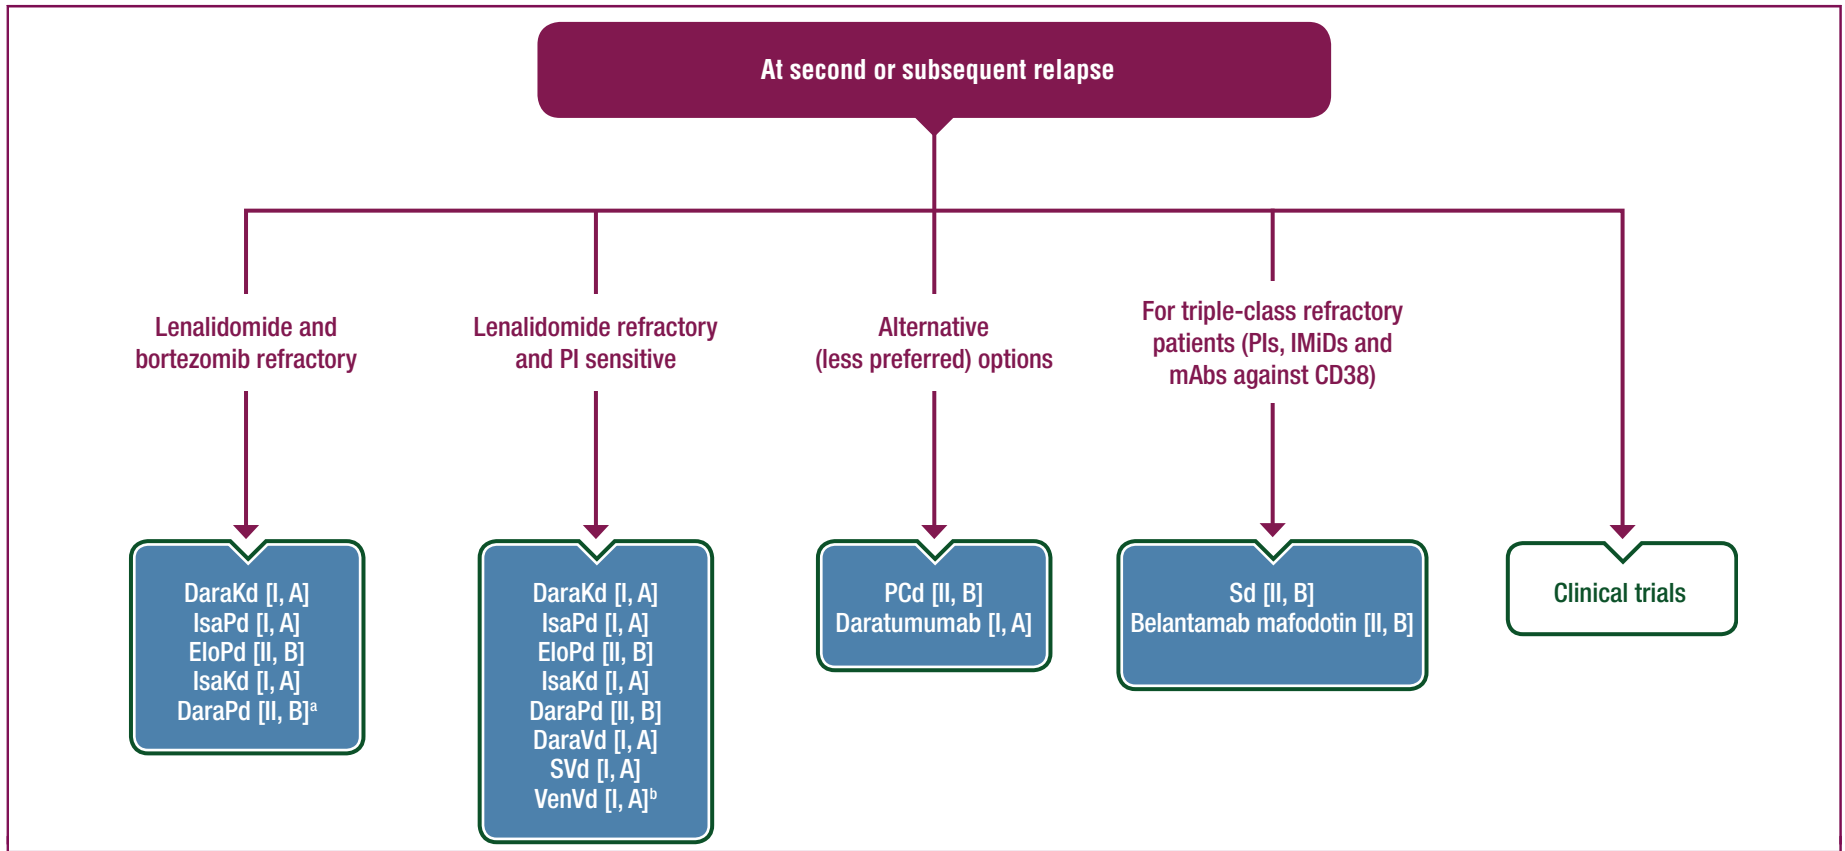 At second or subsequent relapse
Lenalidomide and
bortezomib refractory
Lenalidomide refractory
and PI sensitive
Alternative
(less preferred) options
For triple-class refractory
patients (PIs, IMiDs and
mAbs against CD38)
DaraKd [I, A]
IsaPd [I, A]
EloPd [II, B]
IsaKd [I, A]
DaraPd [II, B]ᵃ
DaraKd [I, A]
IsaPd [I, A]
EloPd [II, B]
IsaKd [I, A]
DaraPd [II, B]
DaraVd [I, A]
SVd [I, A]
VenVd [I, A]ᵇ
PCd [II, B]
Daratumumab [I, A]
Sd [II, B]
Belantamab mafodotin [II, B]
Clinical trials